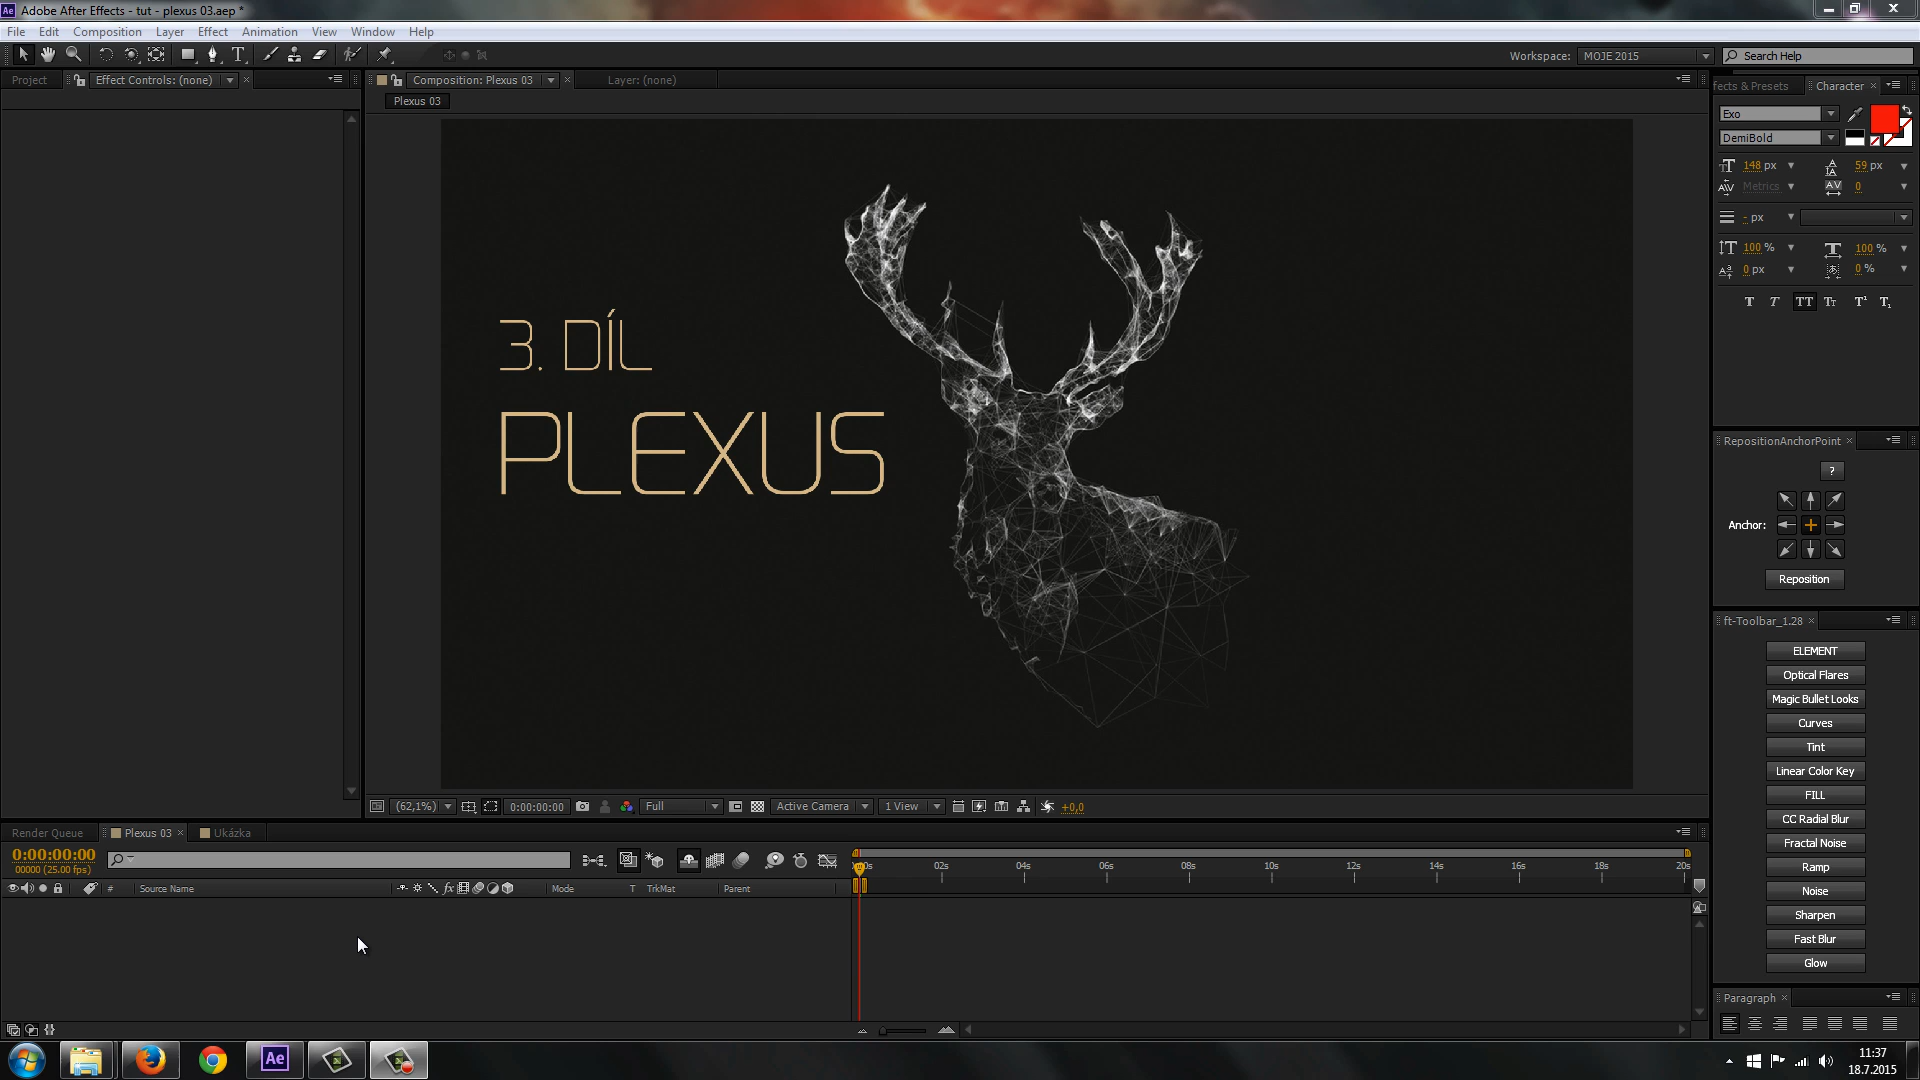 Adobe After Effects - tut - plexus 03.aep *
File Edit Composition Layer Effect Animation View Window Help
Workspace: MOJE 2015 Search Help
Project Effect Controls: (none) Composition: Plexus 03 Layer: (none)
Plexus 03
fects & Presets Character
Exo
DemiBold
148 px 59 px
Metrics 0
- px
100 % 100 %
0 px 0 %
T T TT Tt T¹ T₁
3. DÍL
PLEXUS
RepositionAnchorPoint
?
Anchor:
Reposition
ft-Toolbar_1.28
ELEMENT
Optical Flares
Magic Bullet Looks
Curves
Tint
Linear Color Key
FILL
CC Radial Blur
Fractal Noise
Ramp
Noise
Sharpen
Fast Blur
Glow
(62,1%) 0:00:00:00 Full Active Camera 1 View +0,0
Render Queue Plexus 03 Ukázka
0:00:00:00
00000 (25.00 fps)
02s 04s 06s 08s 10s 12s 14s 16s 18s 20s
# Source Name fx Mode T TrkMat Parent
Paragraph
Ae
11:37
18.7.2015